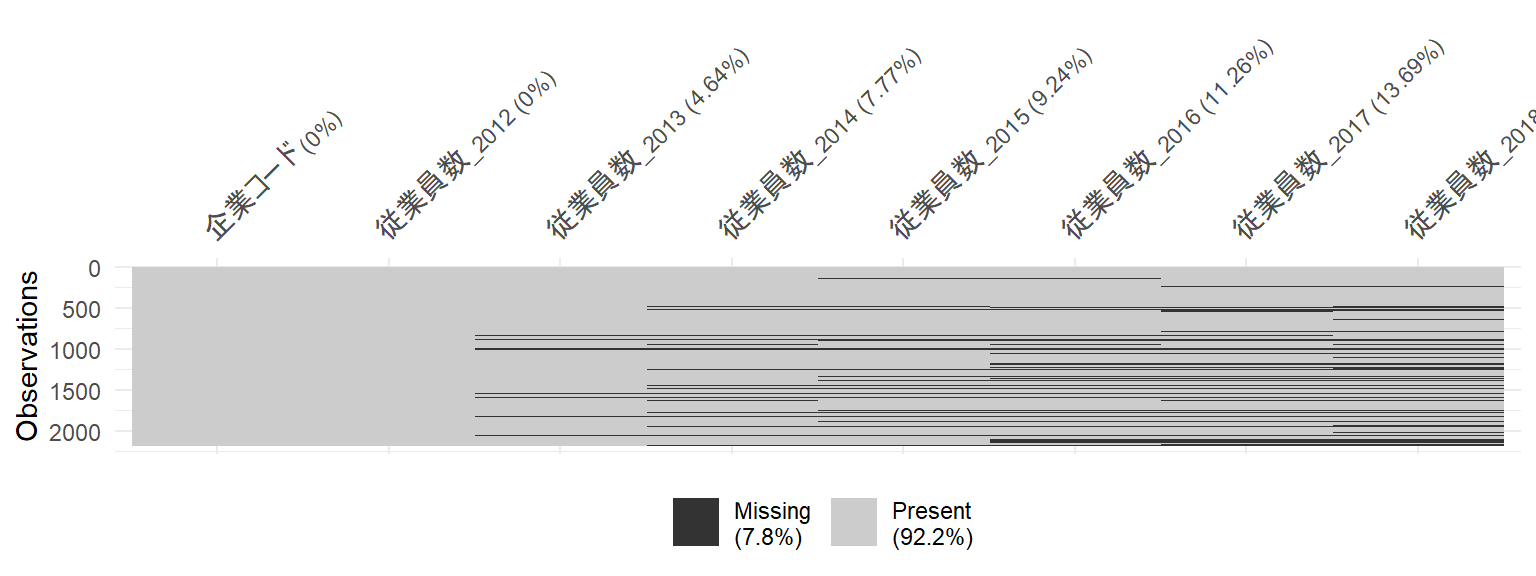 企業コード (0%)
従業員数_2012 (0%)
従業員数_2013 (4.64%)
従業員数_2014 (7.77%)
従業員数_2015 (9.24%)
従業員数_2016 (11.26%)
従業員数_2017 (13.69%)
従業員数_2018
Observations
0
500
1000
1500
2000
Missing
(7.8%)
Present
(92.2%)